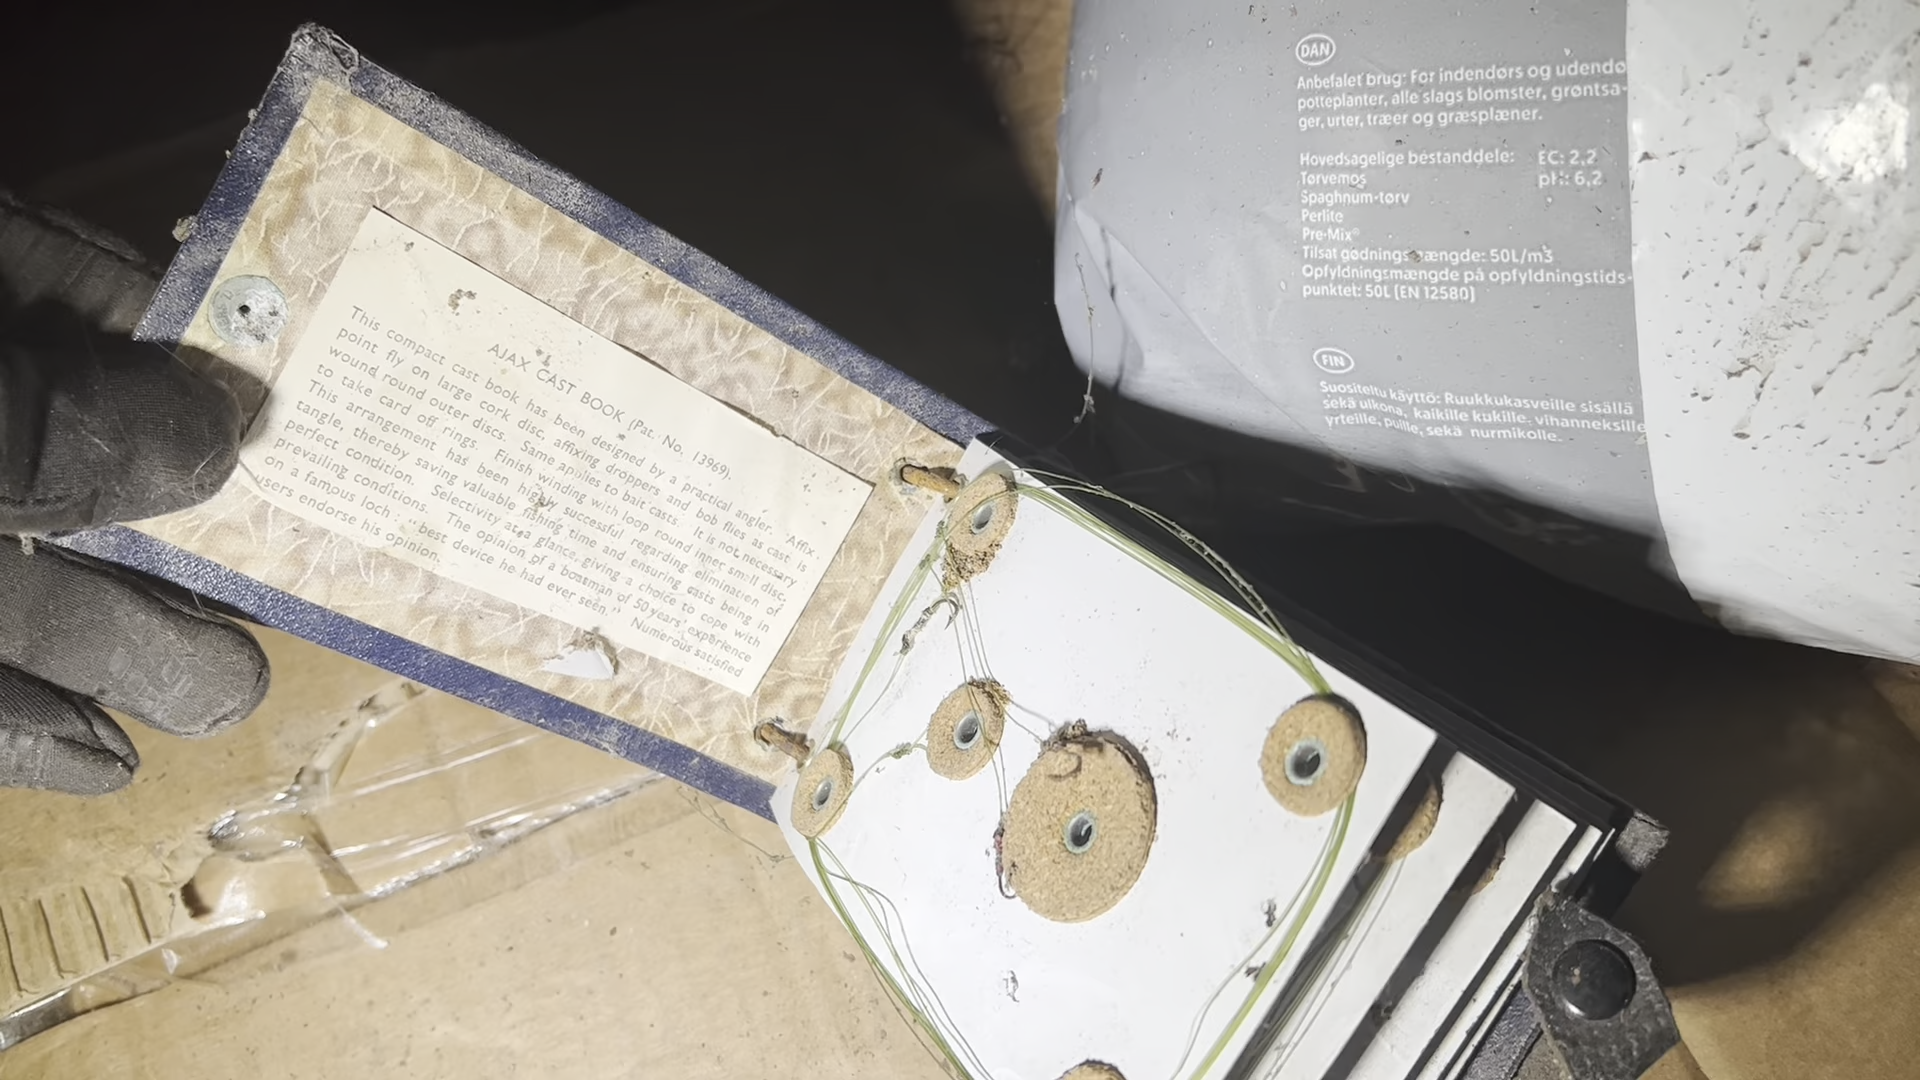 AJAX CAST BOOK (Pat. No. 13969).
This compact cast book has been designed by a practical angler. Affix
point fly on large cork disc, affixing droppers and bob flies as cast is
wound round outer discs. Same applies to bait casts. It is not necessary
to take card off rings. Finish winding with loop round inner small disc.
This arrangement has been highly successful regarding elimination of
tangle, thereby saving valuable fishing time and ensuring casts being in
perfect condition. Selectivity at a glance, giving a choice to cope with
prevailing conditions. The opinion of a boatman of 50 years' experience
on a famous loch : "best device he had ever seen." Numerous satisfied
users endorse his opinion.
DAN
Anbefalet brug: For indendørs og udendø
potteplanter, alle slags blomster, grøntsa-
ger, urter, træer og græsplæner.
Hovedsagelige bestanddele: EC: 2,2
Tørvemos pH: 6,2
Spaghnum-tørv
Perlite
Pre-Mix®
Tilsat gødningsmængde: 50L/m3
Opfyldningsmængde på opfyldningstids-
punktet: 50L (EN 12580)
FIN
Suositeltu käyttö: Ruukkukasveille sisällä
sekä ulkona, kaikille kukille, vihanneksille
yrteille, puille, sekä nurmikolle.